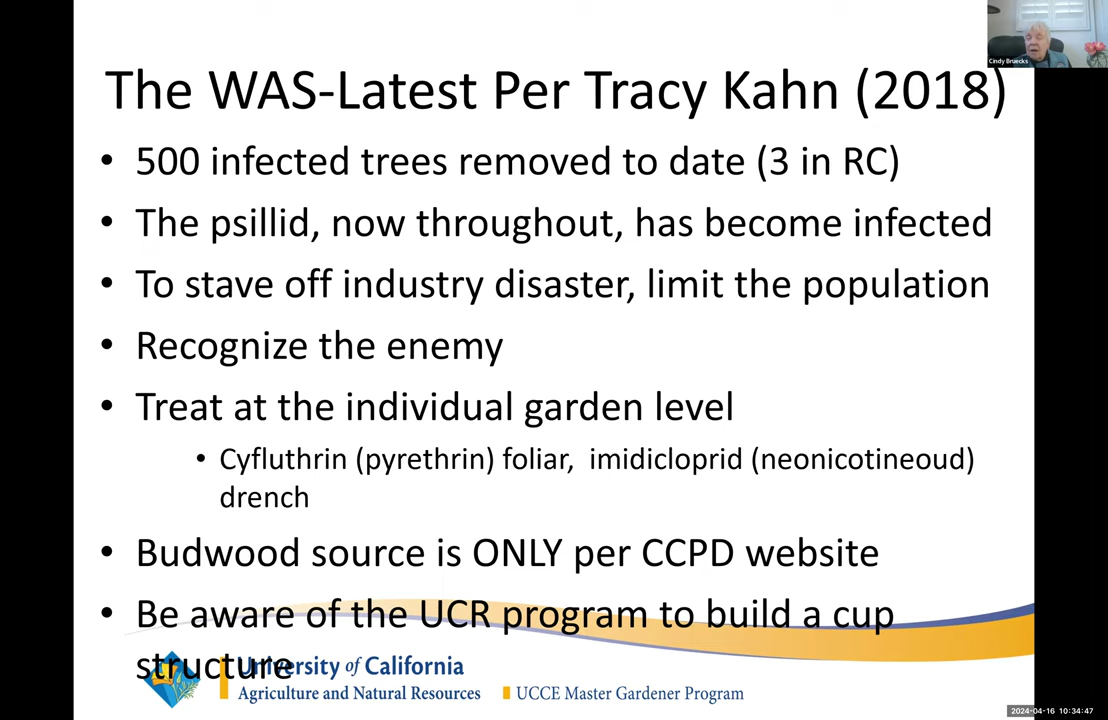 Cindy Bruecks
The WAS-Latest Per Tracy Kahn (2018)
• 500 infected trees removed to date (3 in RC)
• The psillid, now throughout, has become infected
• To stave off industry disaster, limit the population
• Recognize the enemy
• Treat at the individual garden level
• Cyfluthrin (pyrethrin) foliar, imidicloprid (neonicotineoud)
drench
• Budwood source is ONLY per CCPD website
• Be aware of the UCR program to build a cup
structure
University of California
Agriculture and Natural Resources
UCCE Master Gardener Program
2024-04-16 10:34:47